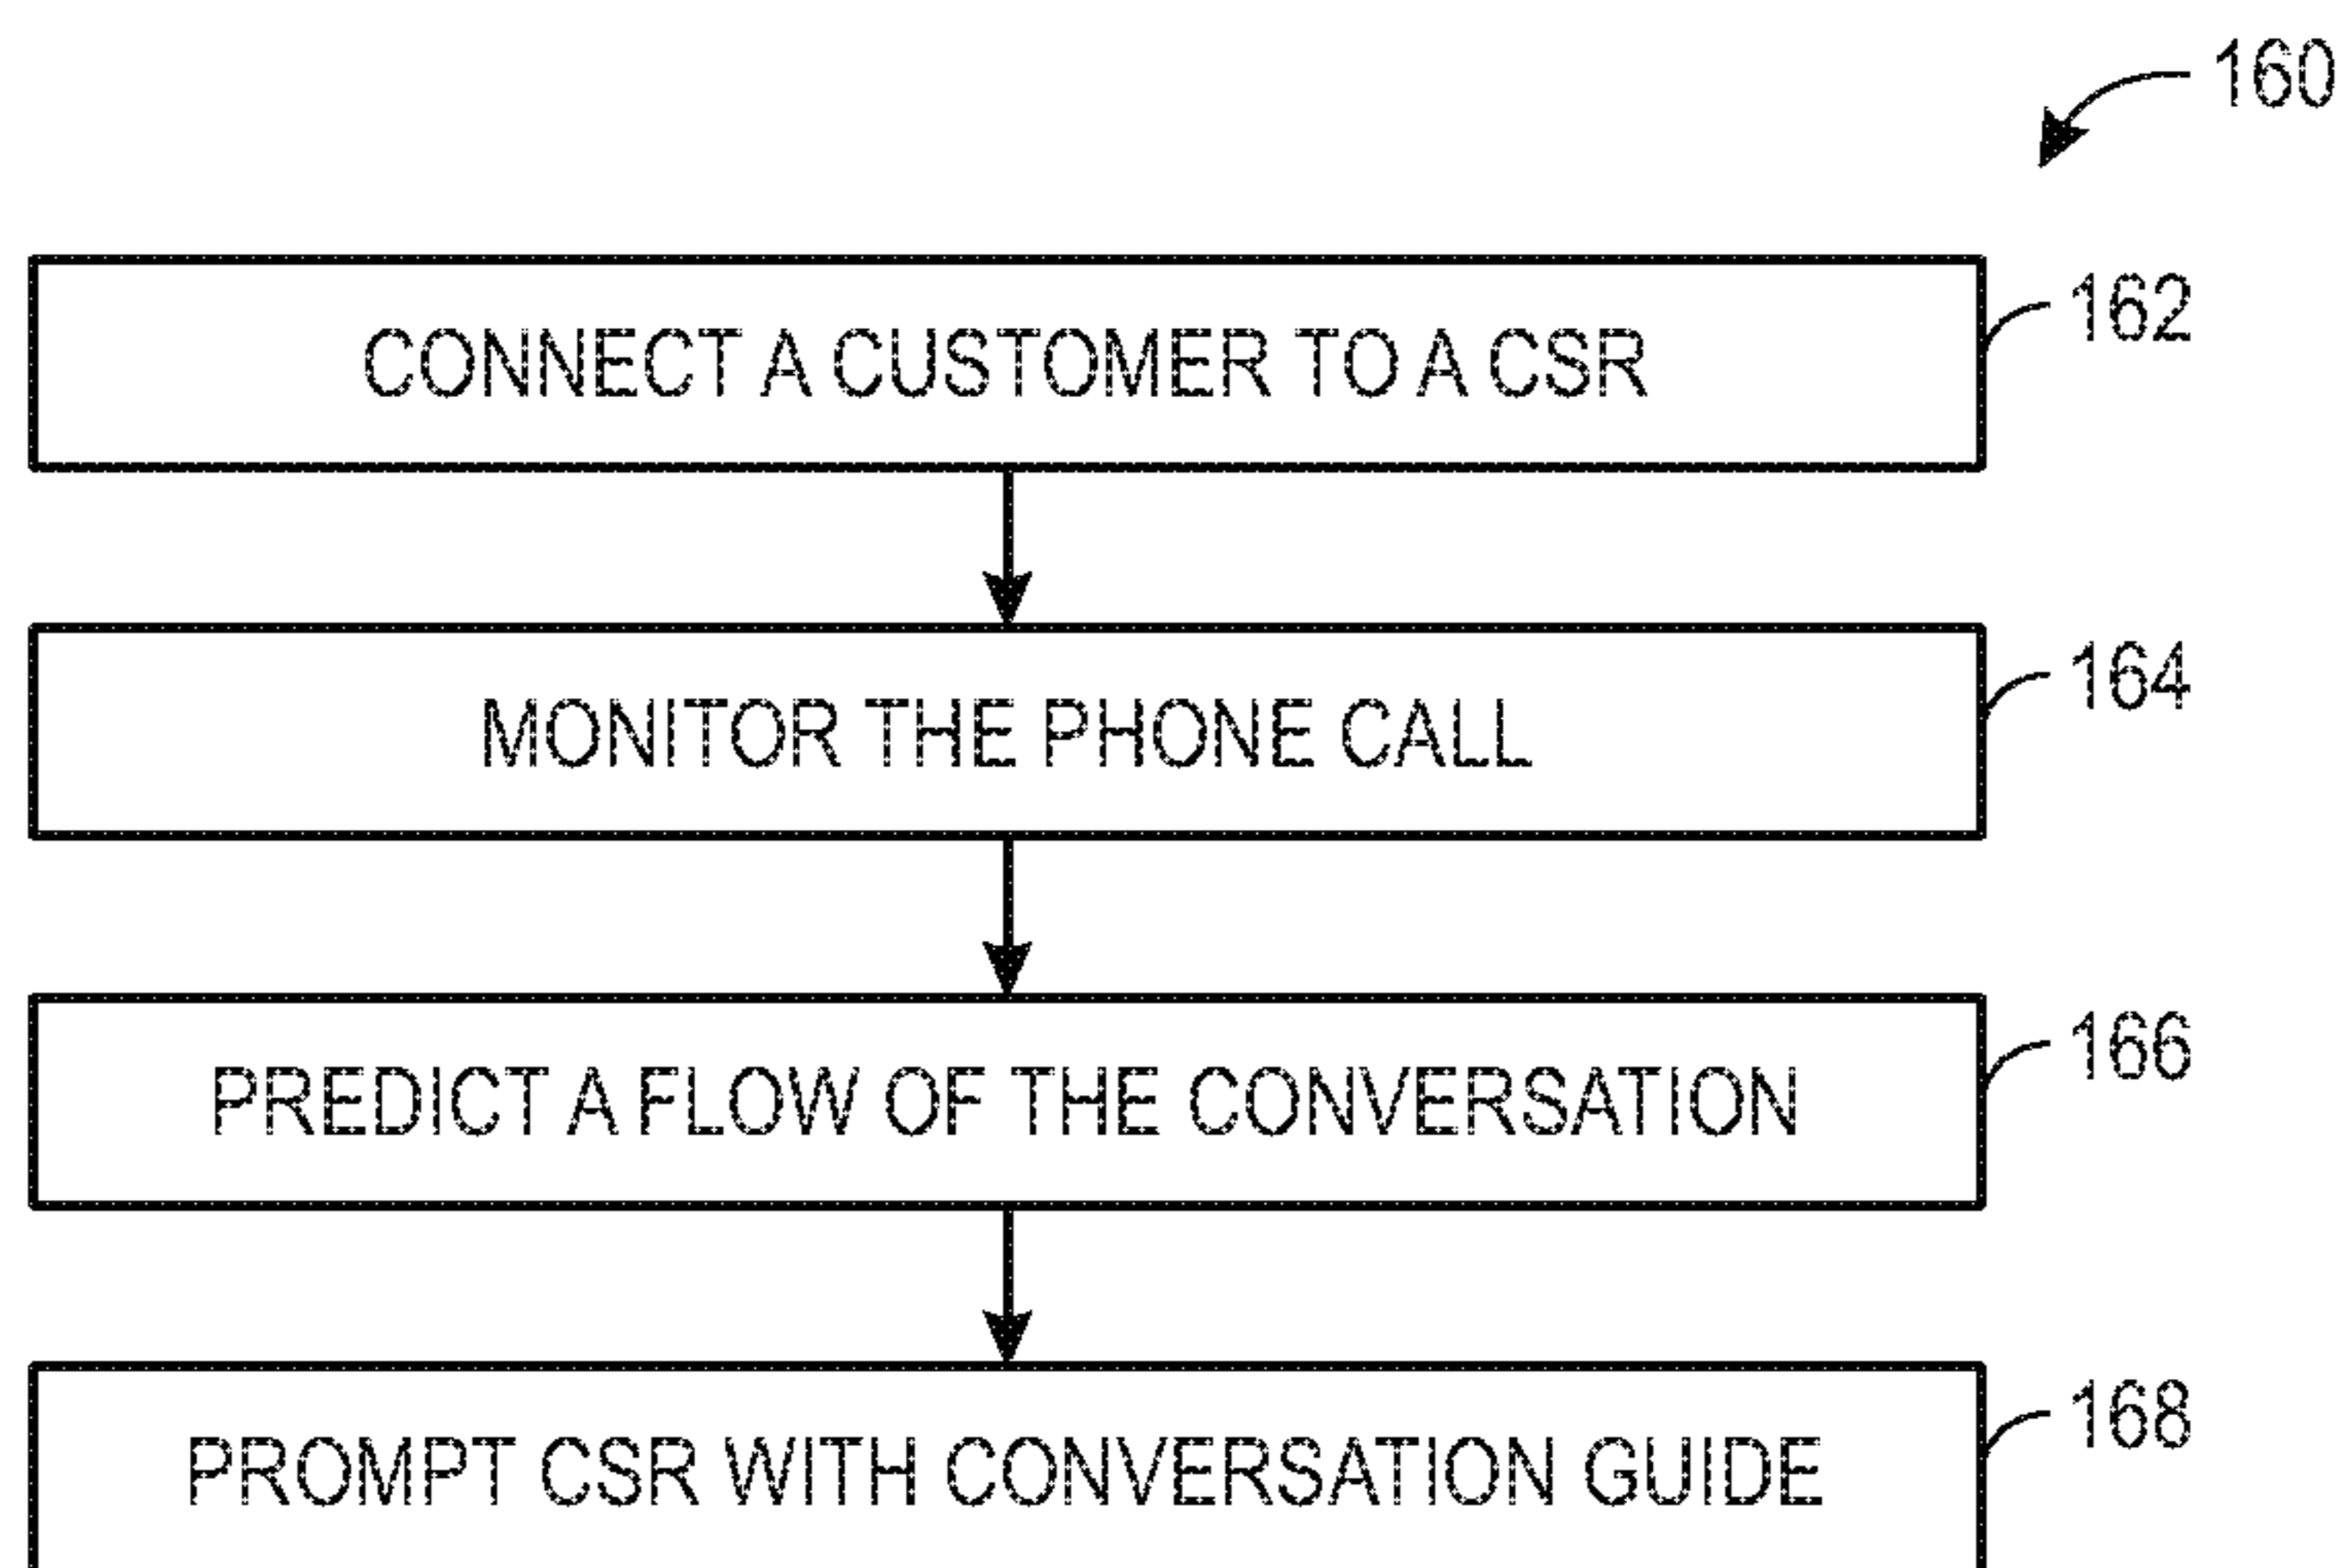 160
CONNECT A CUSTOMER TO A CSR
162
MONITOR THE PHONE CALL
164
PREDICT A FLOW OF THE CONVERSATION
166
PROMPT CSR WITH CONVERSATION GUIDE
168